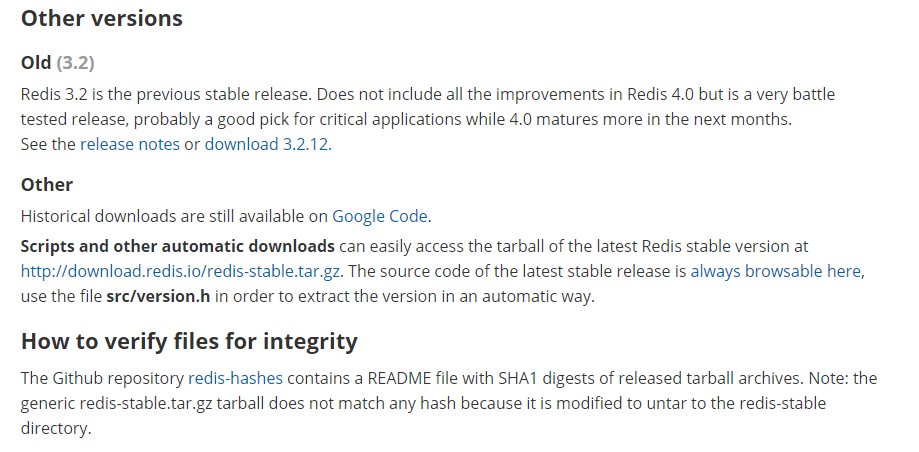 Other versions
Old (3.2)
Redis 3.2 is the previous stable release. Does not include all the improvements in Redis 4.0 but is a very battle
tested release, probably a good pick for critical applications while 4.0 matures more in the next months.
See the release notes or download 3.2.12.
Other
Historical downloads are still available on Google Code.
Scripts and other automatic downloads can easily access the tarball of the latest Redis stable version at
http://download.redis.io/redis-stable.tar.gz. The source code of the latest stable release is always browsable here,
use the file src/version.h in order to extract the version in an automatic way.
How to verify files for integrity
The Github repository redis-hashes contains a README file with SHA1 digests of released tarball archives. Note: the
generic redis-stable.tar.gz tarball does not match any hash because it is modified to untar to the redis-stable
directory.